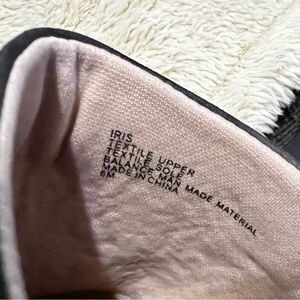 IRIS
TEXTILE UPPER
TEXTILE SOLE
BALANCE MAN MADE MATERIAL
MADE IN CHINA
6M